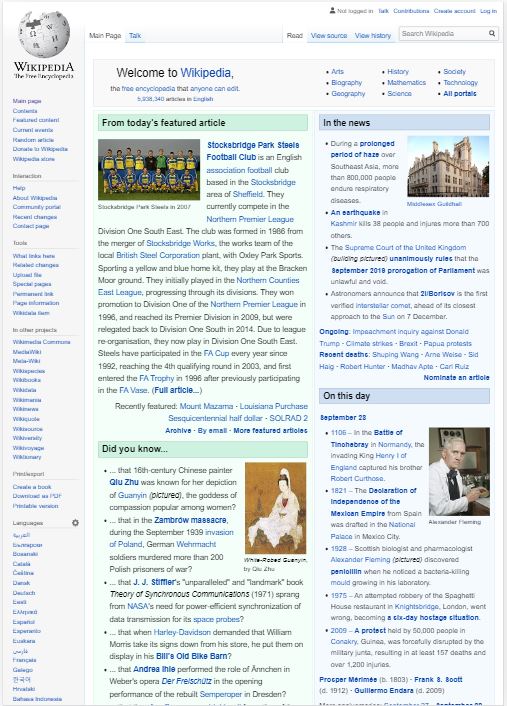 Not logged in Talk Contributions Create account Log in
Main Page Talk
Read View source View history Search Wikipedia
WIKIPEDIA
The Free Encyclopedia
Main page
Contents
Featured content
Current events
Random article
Donate to Wikipedia
Wikipedia store
Interaction
Help
About Wikipedia
Community portal
Recent changes
Contact page
Tools
What links here
Related changes
Upload file
Special pages
Permanent link
Page information
Wikidata item
In other projects
Wikimedia Commons
MediaWiki
Meta-Wiki
Wikispecies
Wikibooks
Wikidata
Wikimania
Wikinews
Wikiquote
Wikisource
Wikiversity
Wikivoyage
Wiktionary
Print/export
Create a book
Download as PDF
Printable version
Languages
العربية
Български
Bosanski
Català
Čeština
Dansk
Deutsch
Eesti
Ελληνικά
Español
Esperanto
Euskara
فارسی
Français
Galego
한국어
Hrvatski
Bahasa Indonesia
Welcome to Wikipedia,
the free encyclopedia that anyone can edit.
5,938,340 articles in English
• Arts
• Biography
• Geography
• History
• Mathematics
• Science
• Society
• Technology
• All portals
From today's featured article
Stocksbridge Park Steels
Football Club is an English
association football club
based in the Stocksbridge
area of Sheffield. They
currently compete in the
Northern Premier League
Stocksbridge Park Steels in 2007
Division One South East. The club was formed in 1986 from
the merger of Stocksbridge Works, the works team of the
local British Steel Corporation plant, with Oxley Park Sports.
Sporting a yellow and blue home kit, they play at the Bracken
Moor ground. They initially played in the Northern Counties
East League, progressing through its divisions. They won
promotion to Division One of the Northern Premier League in
1996, and reached its Premier Division in 2009, but were
relegated back to Division One South in 2014. Due to league
re-organisation, they now play in Division One South East.
Steels have participated in the FA Cup every year since
1992, reaching the 4th qualifying round in 2003, and first
entered the FA Trophy in 1996 after previously participating
in the FA Vase. (Full article...)
Recently featured: Mount Mazama · Louisiana Purchase
Sesquicentennial half dollar · SOLRAD 2
Archive · By email · More featured articles
Did you know...
• ... that 16th-century Chinese painter
Qiu Zhu was known for her depiction
of Guanyin (pictured), the goddess of
compassion popular among women?
• ... that in the Zambrów massacre,
during the September 1939 invasion
of Poland, German Wehrmacht
soldiers murdered more than 200
Polish prisoners of war?
White-Robed Guanyin,
by Qiu Zhu
• ... that J. J. Stiffler's "unparalleled" and "landmark" book
Theory of Synchronous Communications (1971) sprang
from NASA's need for power-efficient synchronization of
data transmission for its space probes?
• ... that when Harley-Davidson demanded that William
Morris take its signs down from his store, he put them on
display in his Bill's Old Bike Barn?
• ... that Andrea Ihle performed the role of Ännchen in
Weber's opera Der Freischütz in the opening
performance of the rebuilt Semperoper in Dresden?
In the news
• During a prolonged
period of haze over
Southeast Asia, more
than 800,000 people
endure respiratory
diseases.
• An earthquake in
Middlesex Guildhall
Kashmir kills 38 people and injures more than 700
others.
• The Supreme Court of the United Kingdom
(building pictured) unanimously rules that the
September 2019 prorogation of Parliament was
unlawful and void.
• Astronomers announce that 2I/Borisov is the first
verified interstellar comet, ahead of its closest
approach to the Sun on 7 December.
Ongoing: Impeachment inquiry against Donald
Trump · Climate strikes · Brexit · Papua protests
Recent deaths: Shuping Wang · Arne Weise · Sid
Haig · Robert Hunter · Madhav Apte · Carl Ruiz
Nominate an article
On this day
September 28
• 1106 – In the Battle of
Tinchebray in Normandy, the
invading King Henry I of
England captured his brother
Robert Curthose.
• 1821 – The Declaration of
Independence of the
Mexican Empire from Spain
was drafted in the National
Palace in Mexico City.
Alexander Fleming
• 1928 – Scottish biologist and pharmacologist
Alexander Fleming (pictured) discovered
penicillin when he noticed a bacteria-killing
mould growing in his laboratory.
• 1975 – An attempted robbery of the Spaghetti
House restaurant in Knightsbridge, London, went
wrong, becoming a six-day hostage situation.
• 2009 – A protest held by 50,000 people in
Conakry, Guinea, was forcefully disrupted by the
military junta, resulting in at least 157 deaths and
over 1,200 injuries.
Prosper Mérimée (b. 1803) · Frank S. Scott
(d. 1912) · Guillermo Endara (d. 2009)